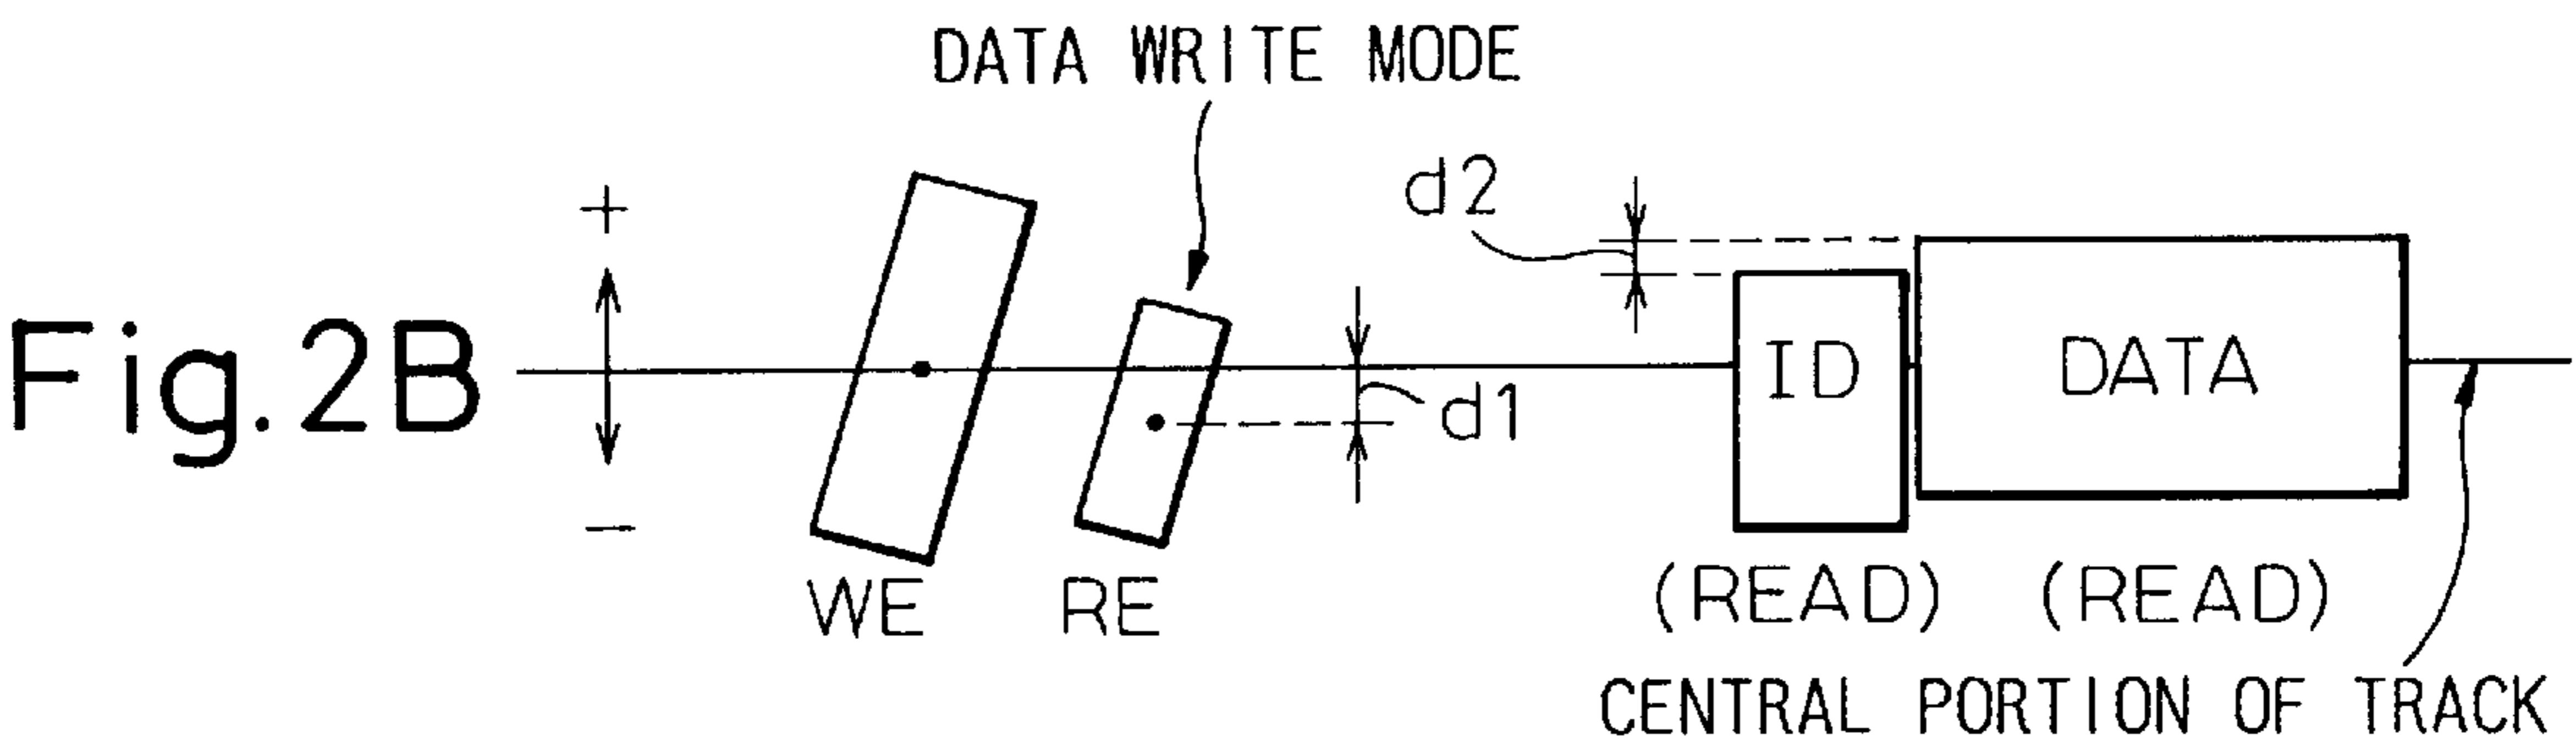 DATA WRITE MODE
d2
+
Fig.2B
ID
DATA
d1
−
WE
RE
(READ)
(READ)
CENTRAL PORTION OF TRACK